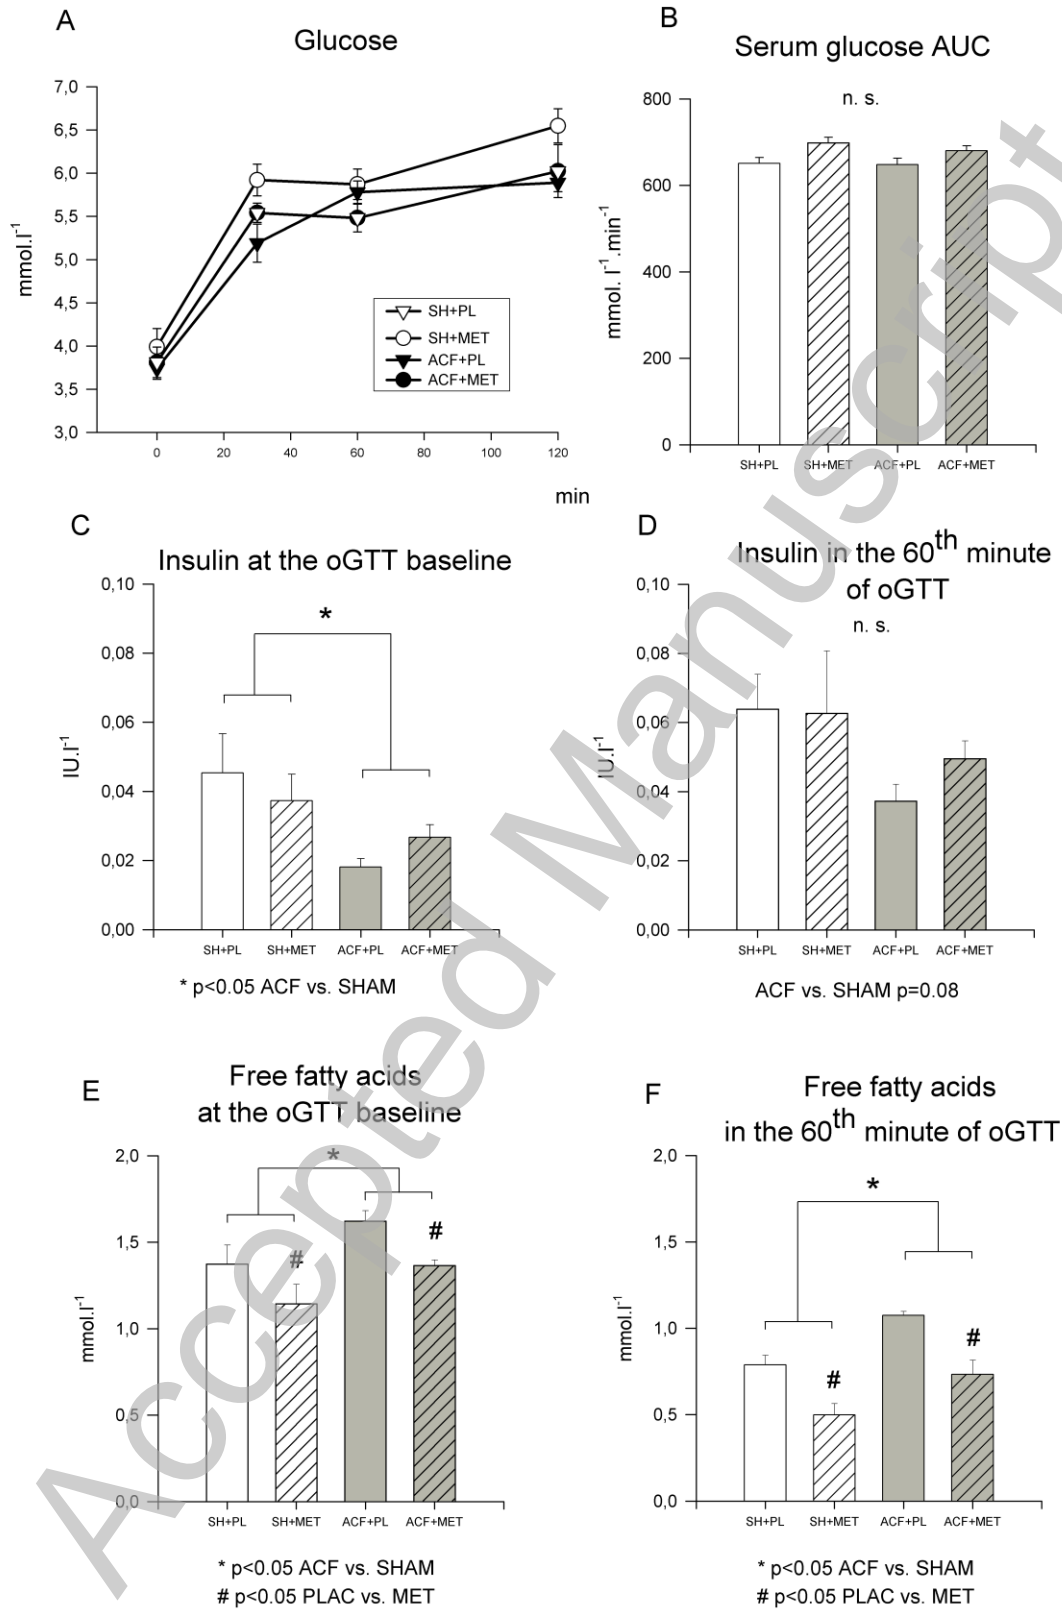 A
Glucose
7,0
6,5
6,0
5,5
5,0
4,5
4,0
3,5
3,0
mmol.l-1
0
20
40
60
80
100
120
min
SH+PL
SH+MET
ACF+PL
ACF+MET
B
Serum glucose AUC
n. s.
800
600
400
200
0
mmol. l-1.min-1
SH+PL
SH+MET
ACF+PL
ACF+MET
C
Insulin at the oGTT baseline
*
0,10
0,08
0,06
0,04
0,02
0,00
IU.l-1
SH+PL
SH+MET
ACF+PL
ACF+MET
* p<0.05 ACF vs. SHAM
D
Insulin in the 60th minute
of oGTT
n. s.
0,10
0,08
0,06
0,04
0,02
0,00
IU.l-1
SH+PL
SH+MET
ACF+PL
ACF+MET
ACF vs. SHAM p=0.08
E
Free fatty acids
at the oGTT baseline
2,0
1,5
1,0
0,5
0,0
mmol.l-1
*
#
#
SH+PL
SH+MET
ACF+PL
ACF+MET
* p<0.05 ACF vs. SHAM
# p<0.05 PLAC vs. MET
F
Free fatty acids
in the 60th minute of oGTT
2,0
1,5
1,0
0,5
0,0
mmol.l-1
*
#
#
SH+PL
SH+MET
ACF+PL
ACF+MET
* p<0.05 ACF vs. SHAM
# p<0.05 PLAC vs. MET
Accepted Manuscript